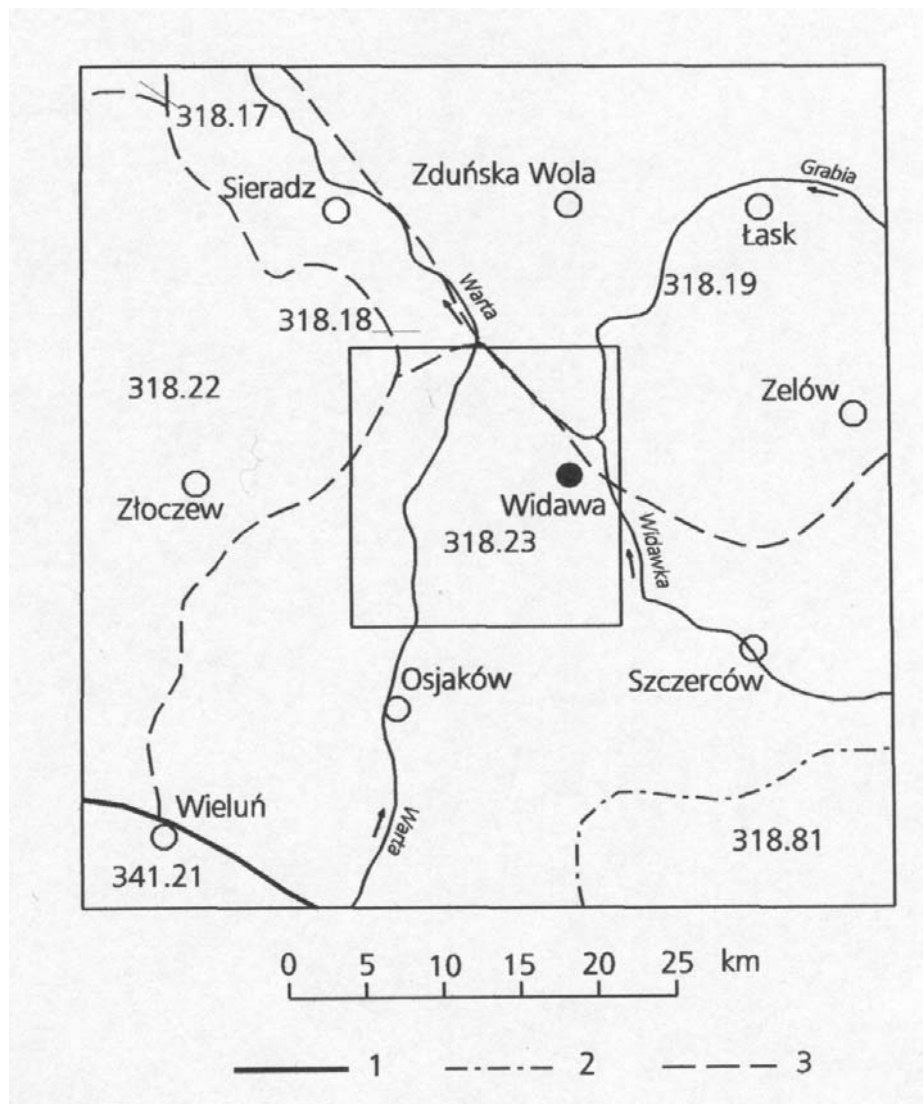 318.17
Sieradz
Zduńska Wola
Grabia
Łask
318.19
Warta
318.18
318.22
Zelów
Złoczew
Widawa
318.23
Widawka
Osjaków
Szczerców
Wieluń
Warta
318.81
341.21
0 5 10 15 20 25 km
1 2 3